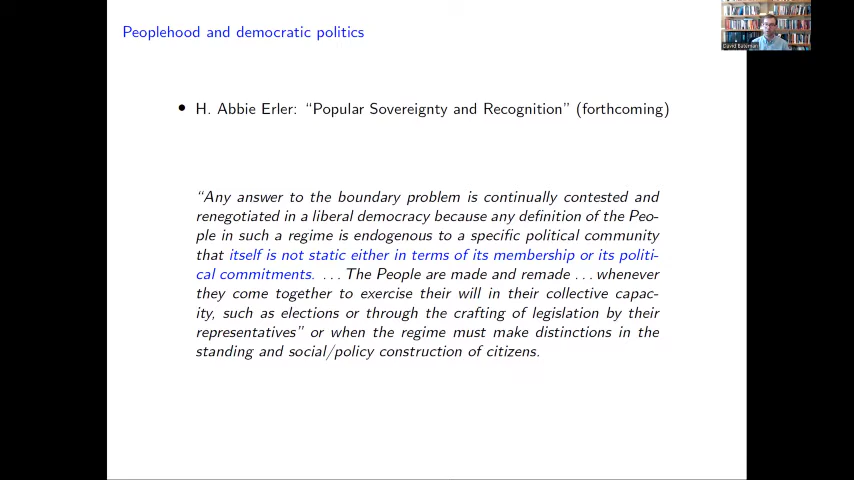 Peoplehood and democratic politics
David Bateman
• H. Abbie Erler: “Popular Sovereignty and Recognition” (forthcoming)
“Any answer to the boundary problem is continually contested and
renegotiated in a liberal democracy because any definition of the Peo-
ple in such a regime is endogenous to a specific political community
that itself is not static either in terms of its membership or its politi-
cal commitments. ... The People are made and remade ... whenever
they come together to exercise their will in their collective capac-
ity, such as elections or through the crafting of legislation by their
representatives” or when the regime must make distinctions in the
standing and social/policy construction of citizens.